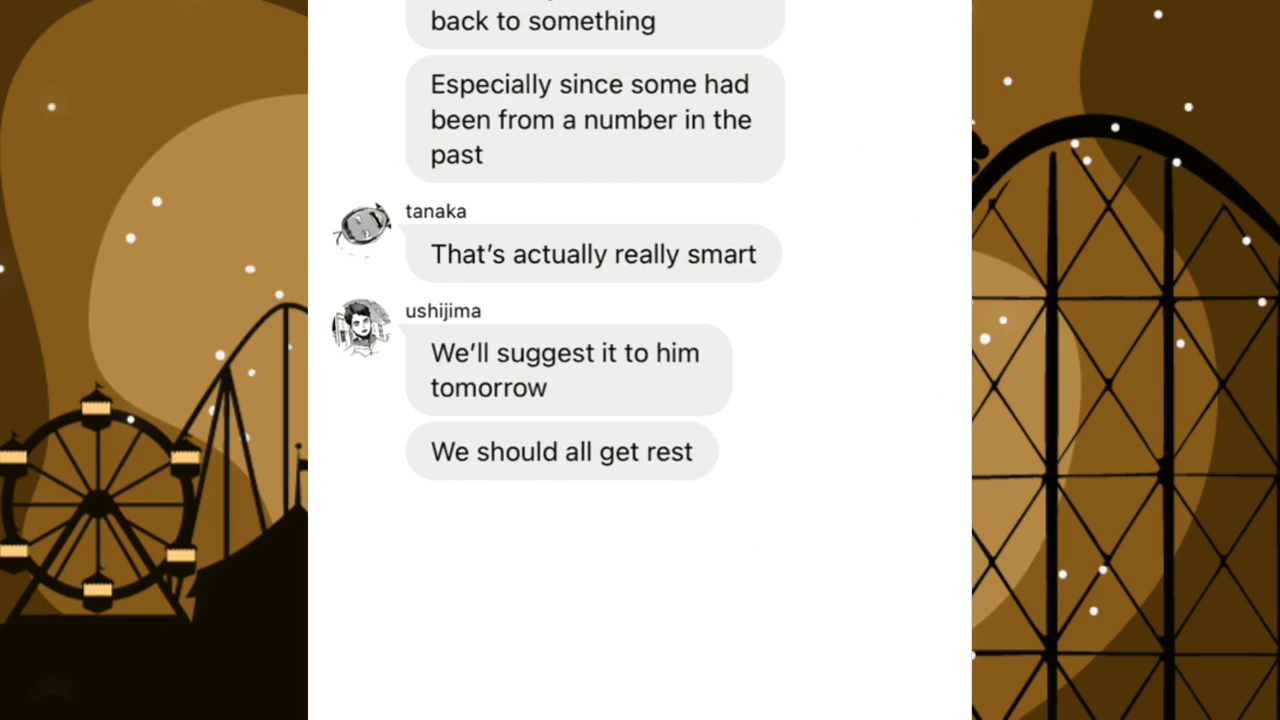 back to something
Especially since some had
been from a number in the
past
tanaka
That’s actually really smart
ushijima
We’ll suggest it to him
tomorrow
We should all get rest